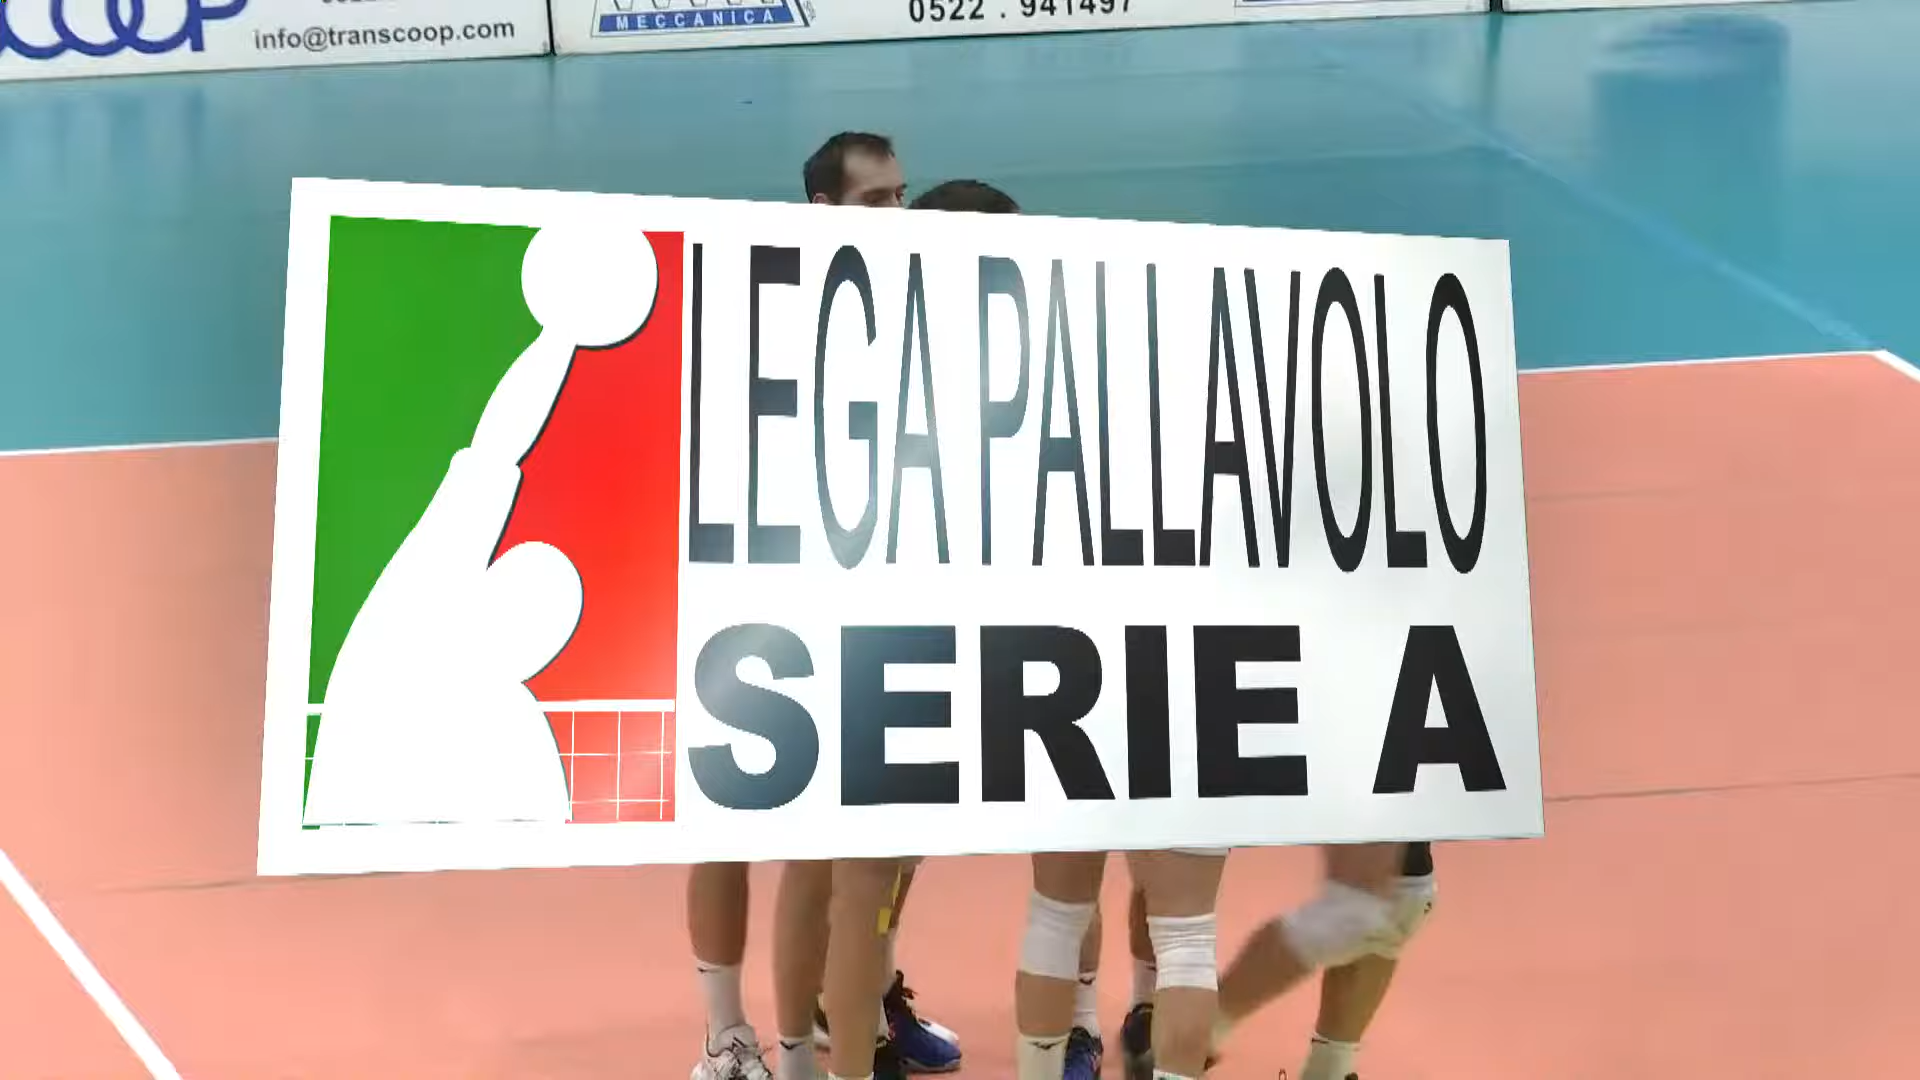 info@transcoop.com
MECCANICA
0522 . 941497
LEGA PALLAVOLO
SERIE A